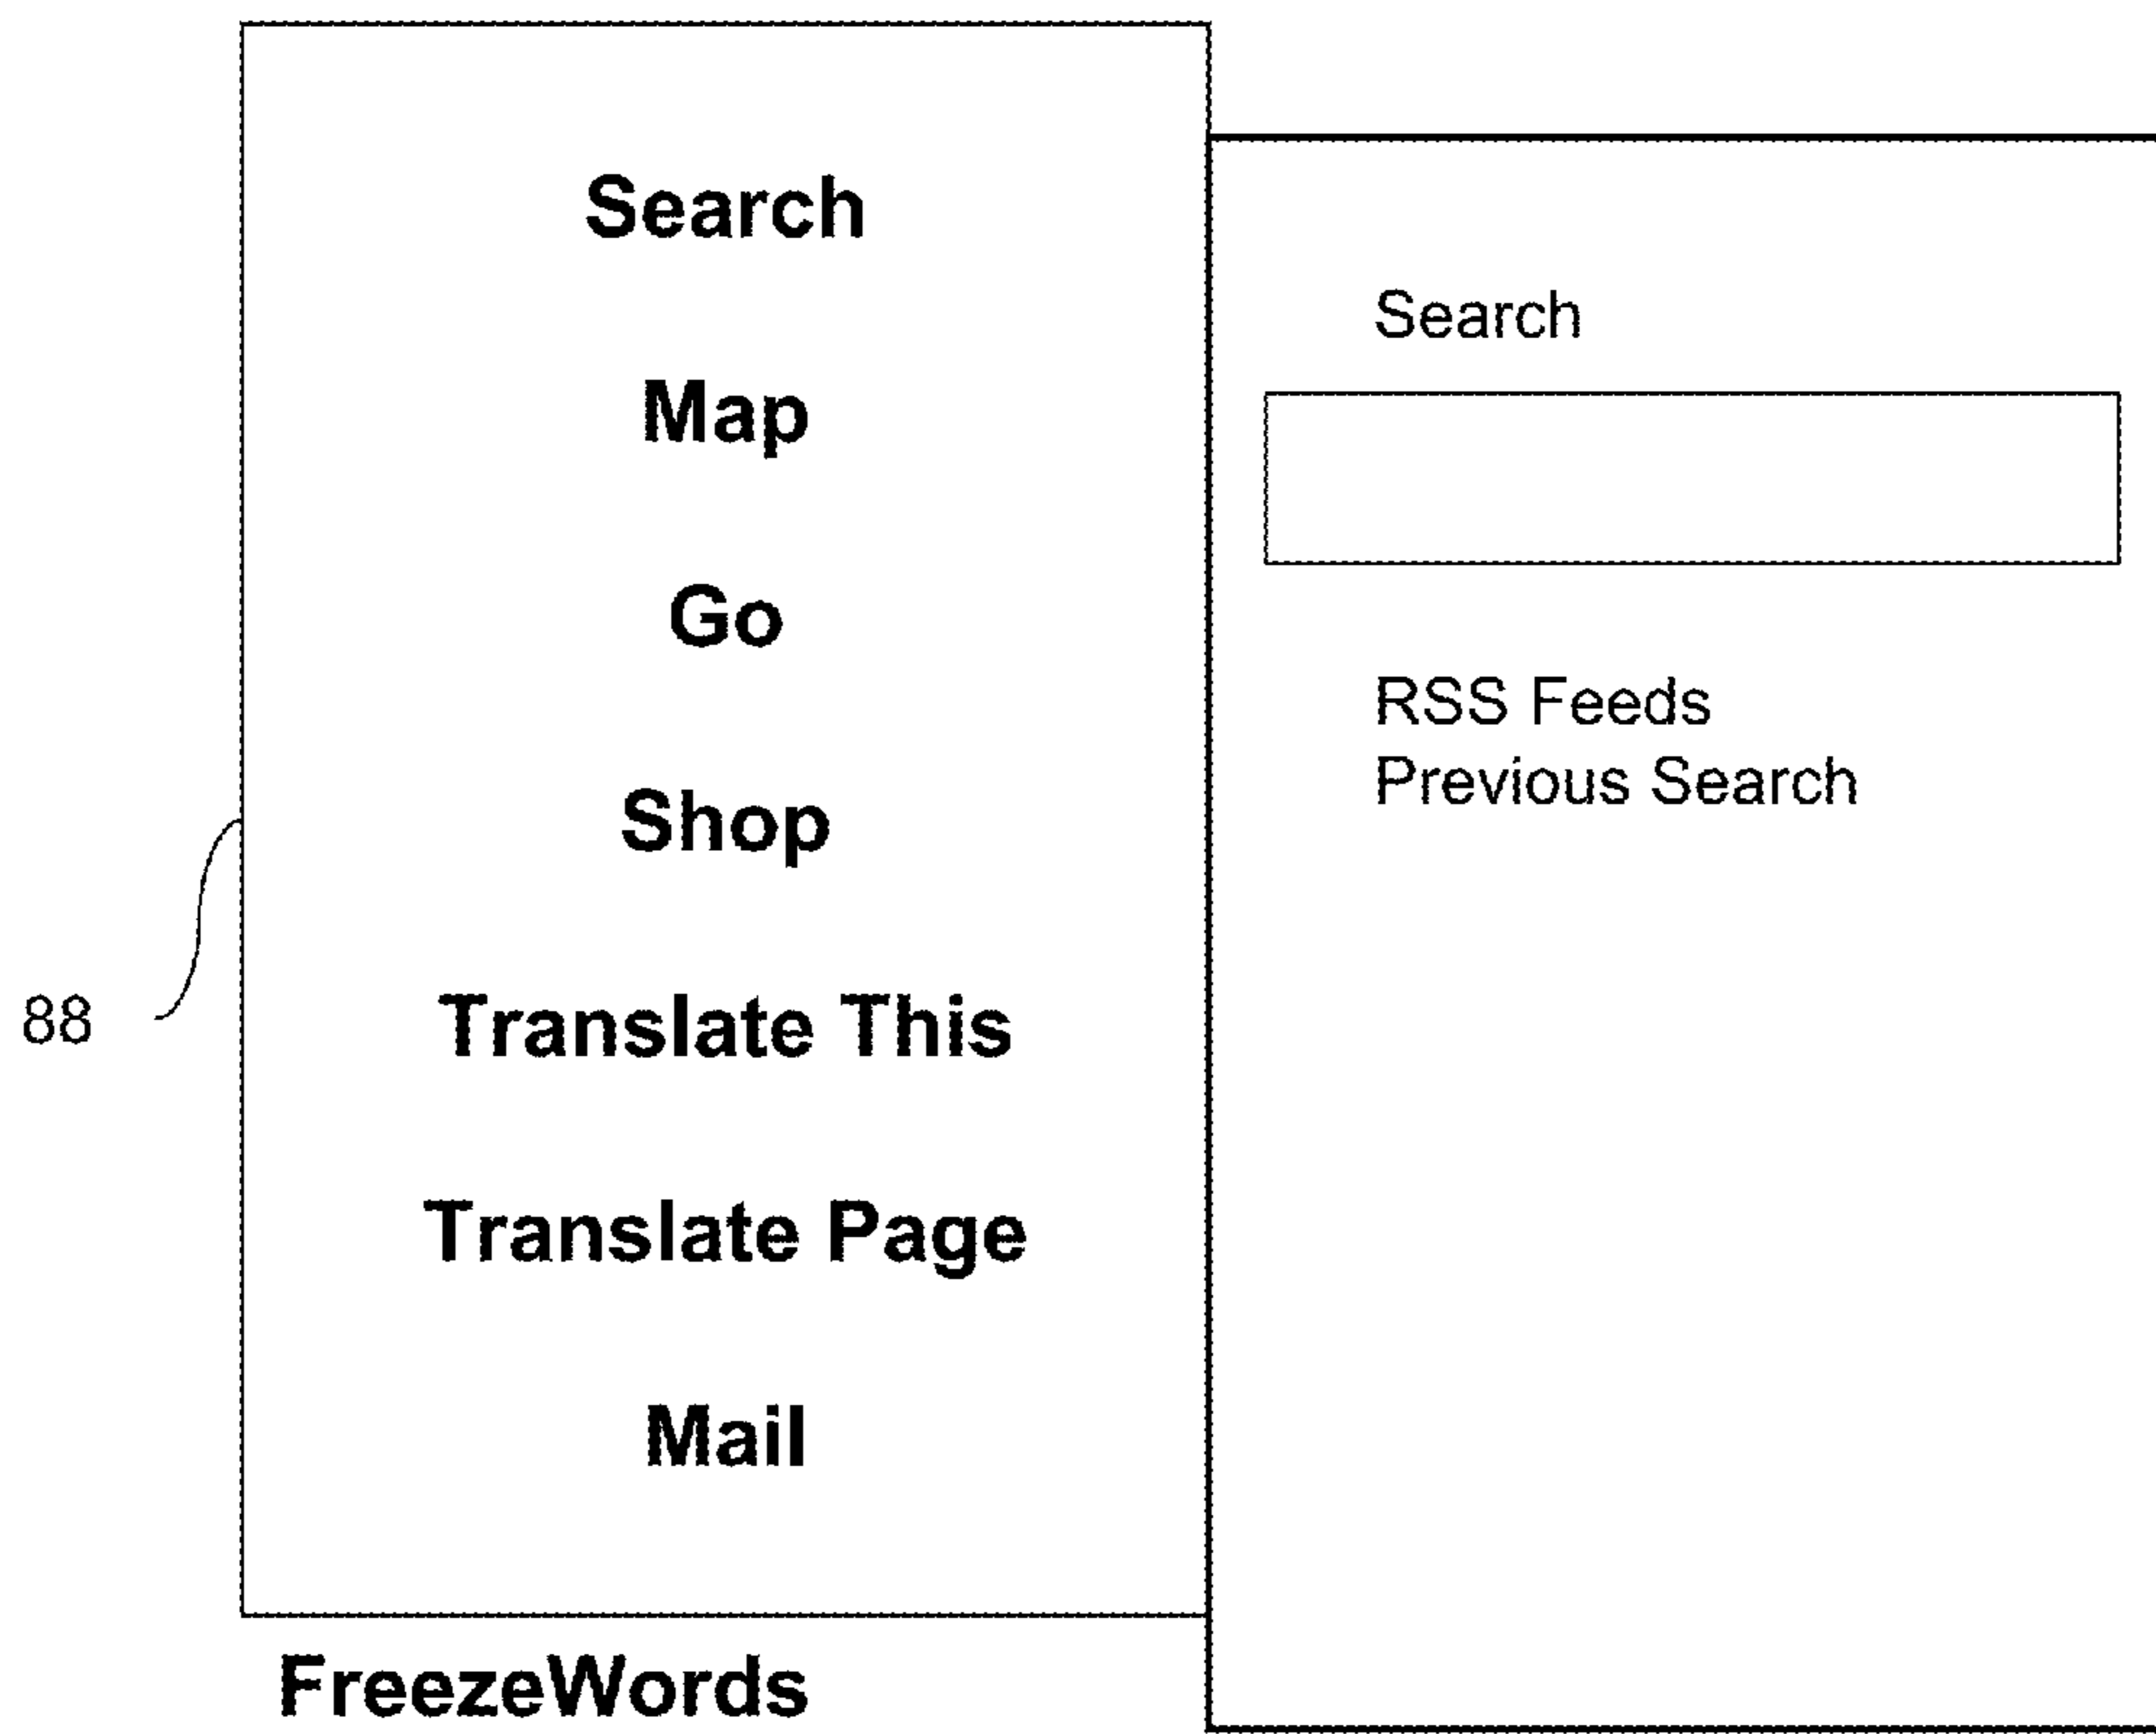 Search
Map
Go
Shop
Translate This
Translate Page
Mail
FreezeWords
88
Search
RSS Feeds
Previous Search